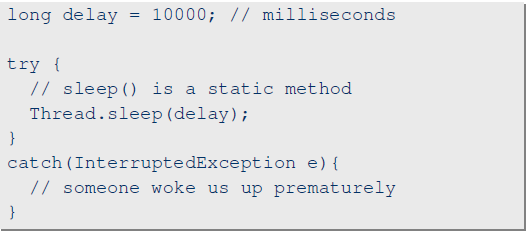 long delay = 10000; // milliseconds
try {
// sleep() is a static method
Thread.sleep(delay);
}
catch(InterruptedException e){
// someone woke us up prematurely
}